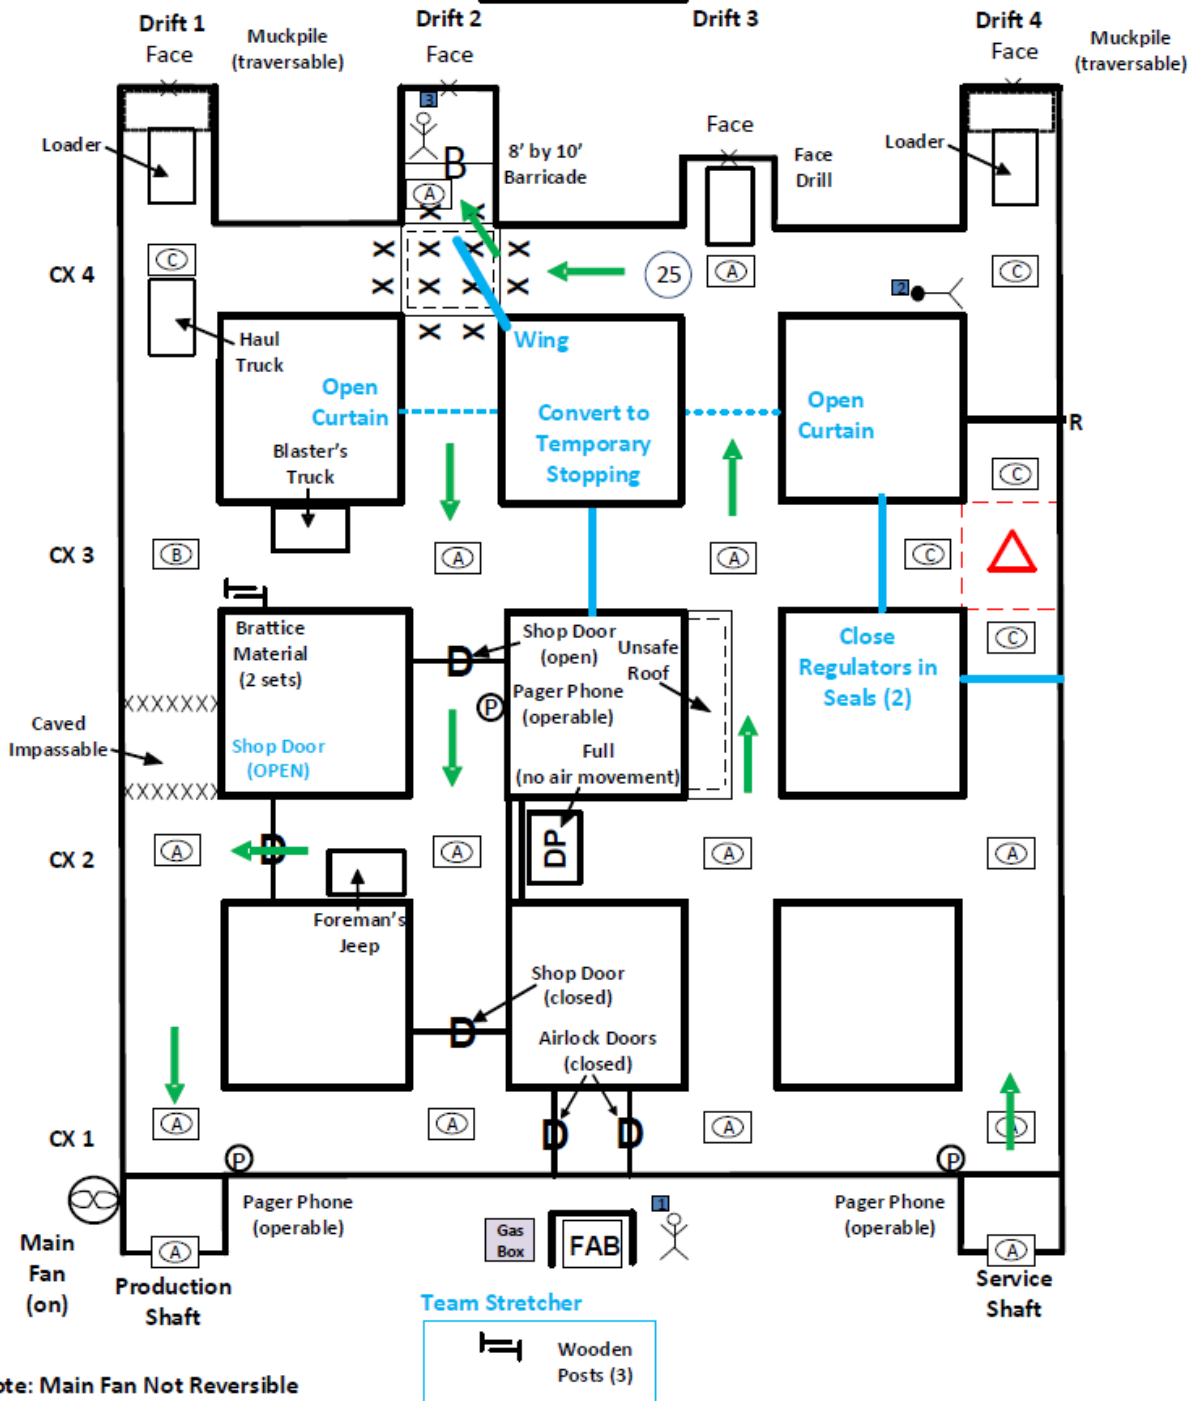 Drift 1
Drift 2
Drift 3
Drift 4
Face
Muckpile
(traversable)
Face
Face
Muckpile
(traversable)
3
Loader
B
8' by 10'
Barricade
Face
Face
Drill
Loader
A
X X
CX 4
C
X X X X
X X X X
25
A
2
C
Haul
Truck
X X
Wing
Open
Curtain
Convert to
Temporary
Stopping
Open
Curtain
R
Blaster's
Truck
C
CX 3
B
A
A
C
Brattice
Material
(2 sets)
Shop Door
(open)
D
Unsafe
Roof
Close
Regulators in
Seals (2)
C
P
Pager Phone
(operable)
XXXXXXX
Caved
Impassable
Shop Door
(OPEN)
Full
(no air movement)
XXXXXXX
CX 2
A
D
A
DP
A
A
Foreman's
Jeep
Shop Door
(closed)
D
Airlock Doors
(closed)
CX 1
A
A
D D
A
A
P
P
Pager Phone
(operable)
Pager Phone
(operable)
Main
Fan
(on)
A
Production
Shaft
Gas
Box
FAB
1
A
Service
Shaft
Team Stretcher
Wooden
Posts (3)
ote: Main Fan Not Reversible